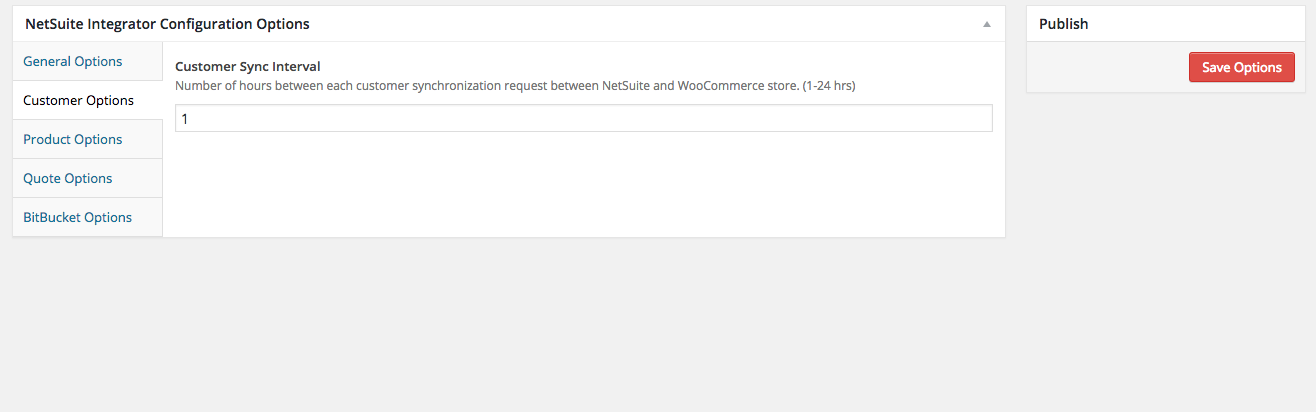 NetSuite Integrator Configuration Options
General Options
Customer Options
Product Options
Quote Options
BitBucket Options
Customer Sync Interval
Number of hours between each customer synchronization request between NetSuite and WooCommerce store. (1-24 hrs)
1
Publish
Save Options